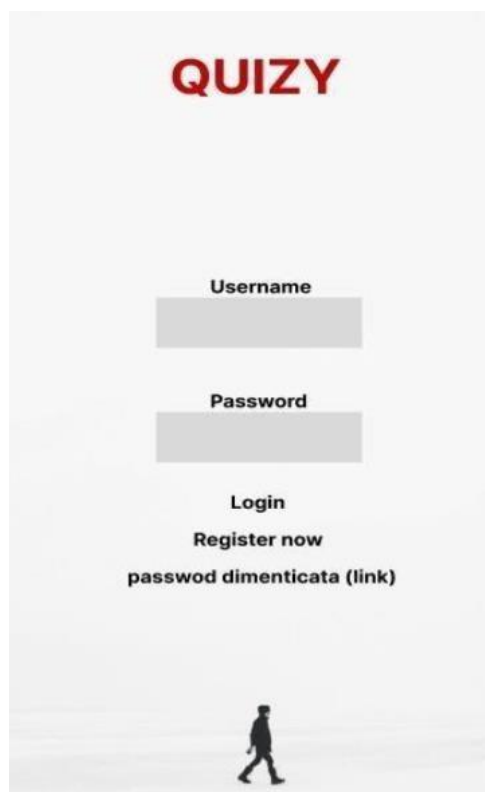 QUIZY
Username
Password
Login
Register now
passwod dimenticata (link)